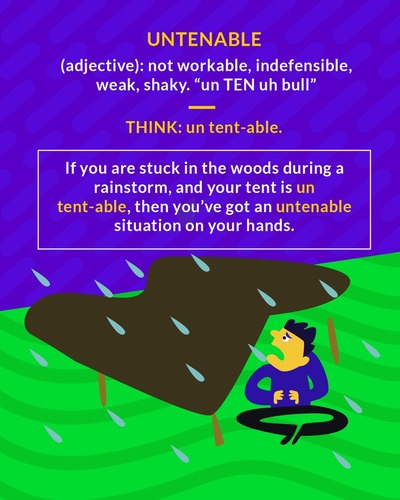 UNTENABLE
(adjective): not workable, indefensible,
weak, shaky. “un TEN uh bull”
THINK: un tent-able.
If you are stuck in the woods during a
rainstorm, and your tent is un
tent-able, then you’ve got an untenable
situation on your hands.